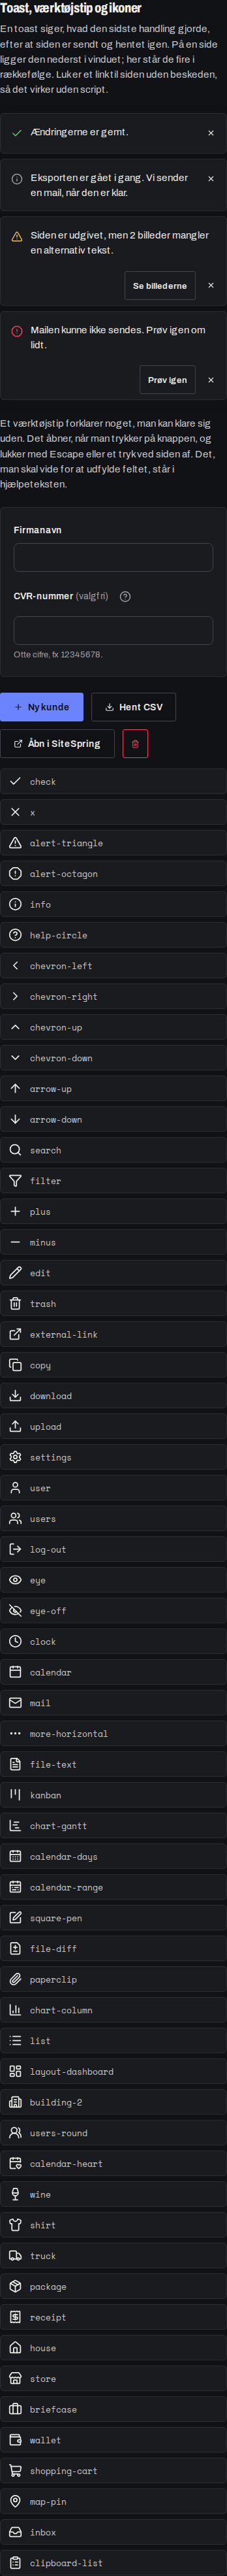 Toast, værktøjstip og ikoner
En toast siger, hvad den sidste handling gjorde,
efter at siden er sendt og hentet igen. På en side
ligger den nederst i vinduet; her står de fire i
rækkefølge. Luk er et link til siden uden beskeden,
så det virker uden script.
Ændringerne er gemt.
Eksporten er gået i gang. Vi sender
en mail, når den er klar.
Siden er udgivet, men 2 billeder mangler
en alternativ tekst.
Se billederne
Mailen kunne ikke sendes. Prøv igen om
lidt.
Prøv igen
Et værktøjstip forklarer noget, man kan klare sig
uden. Det åbner, når man trykker på knappen, og
lukker med Escape eller et tryk ved siden af. Det,
man skal vide for at udfylde feltet, står i
hjælpeteksten.
Firmanavn
CVR-nummer (valgfri)
Otte cifre, fx 12345678.
Ny kunde
Hent CSV
Åbn i SiteSpring
check
x
alert-triangle
alert-octagon
info
help-circle
chevron-left
chevron-right
chevron-up
chevron-down
arrow-up
arrow-down
search
filter
plus
minus
edit
trash
external-link
copy
download
upload
settings
user
users
log-out
eye
eye-off
clock
calendar
mail
more-horizontal
file-text
kanban
chart-gantt
calendar-days
calendar-range
square-pen
file-diff
paperclip
chart-column
list
layout-dashboard
building-2
users-round
calendar-heart
wine
shirt
truck
package
receipt
house
store
briefcase
wallet
shopping-cart
map-pin
inbox
clipboard-list